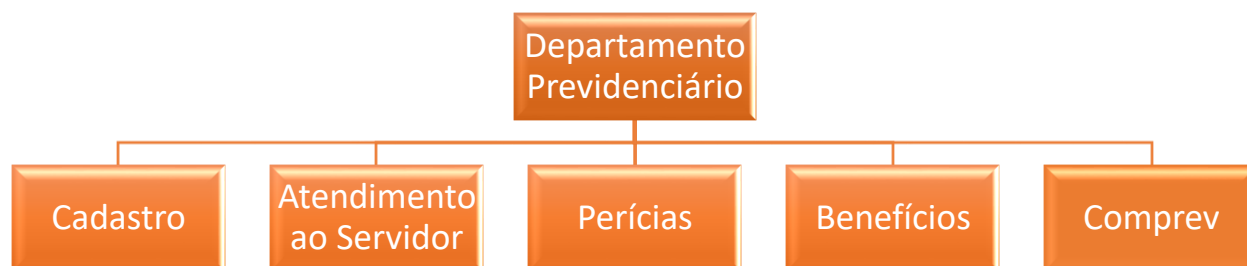 Departamento
Previdenciário
Cadastro
Atendimento
ao Servidor
Perícias
Benefícios
Comprev